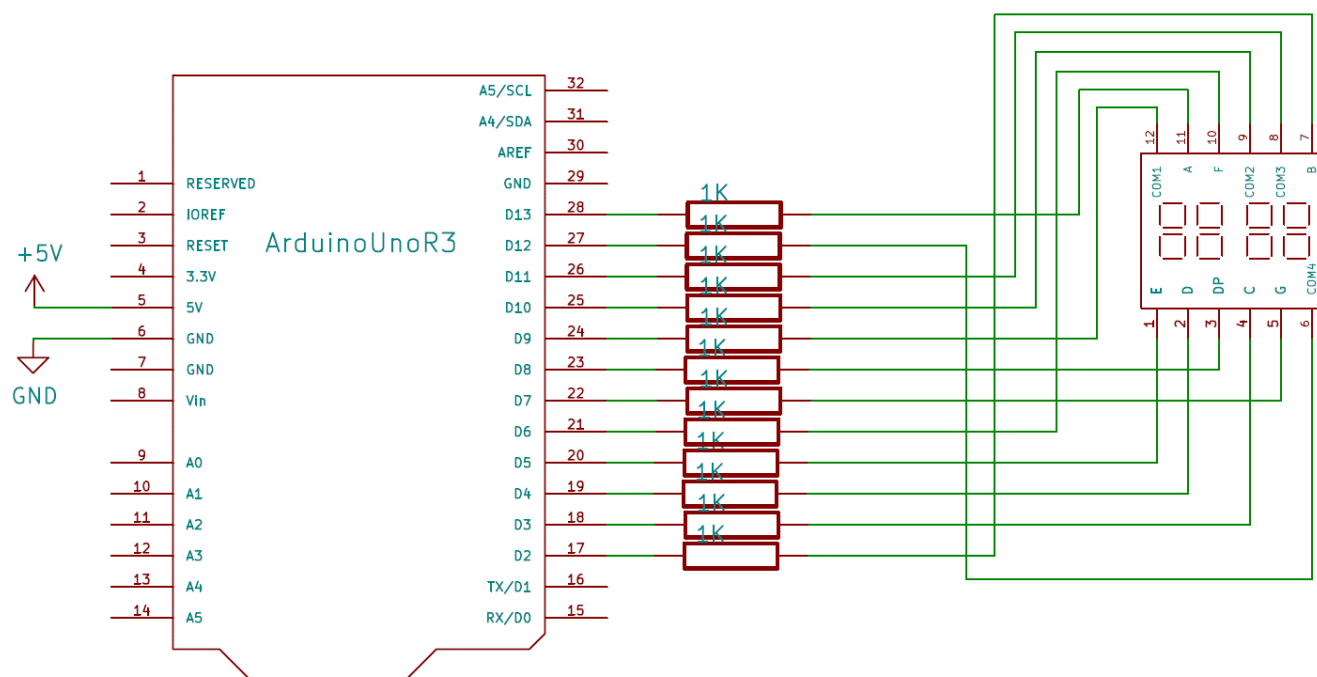 +5V
GND
ArduinoUnoR3
1 RESERVED
2 IOREF
3 RESET
4 3.3V
5 5V
6 GND
7 GND
8 Vin
9 A0
10 A1
11 A2
12 A3
13 A4
14 A5
A5/SCL 32
A4/SDA 31
AREF 30
GND 29
D13 28
D12 27
D11 26
D10 25
D9 24
D8 23
D7 22
D6 21
D5 20
D4 19
D3 18
D2 17
TX/D1 16
RX/D0 15
1K
1K
1K
1K
1K
1K
1K
1K
1K
1K
1K
1K
12 11 10 9 8 7
COM1 A F COM2 COM3 B
E D DP C G COM4
1 2 3 4 5 6